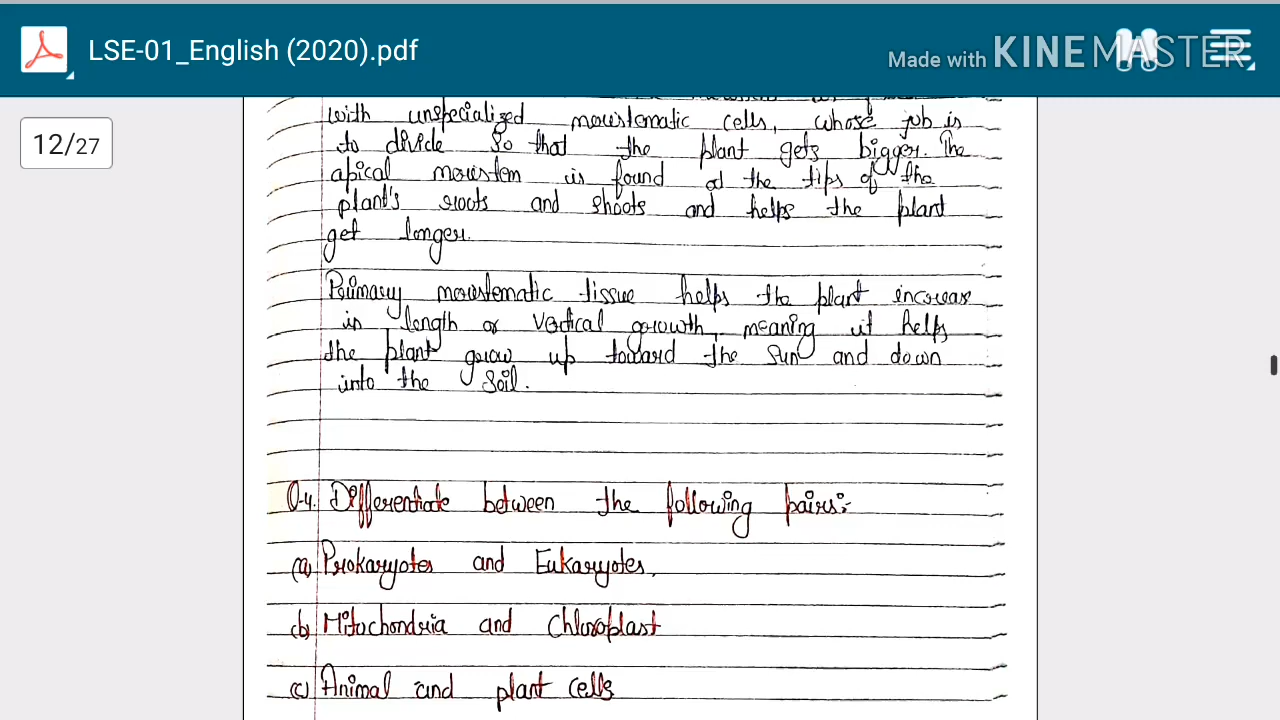 LSE-01_English (2020).pdf
Made with KINEMASTER
12/27
with unspecialized meristematic cells, whose job is
to divide so that the plant gets bigger. The
apical meristem is found at the tips of the
plant's roots and shoots and helps the plant
get longer.
Primary meristematic tissue helps the plant increase
in length or vertical growth, meaning it helps
the plant grow up toward the sun and down
into the soil.
Q.4. Differentiate between the following pairs:-
(a) Prokaryotes and Eukaryotes.
(b) Mitochondria and Chloroplast
(c) Animal and plant cells